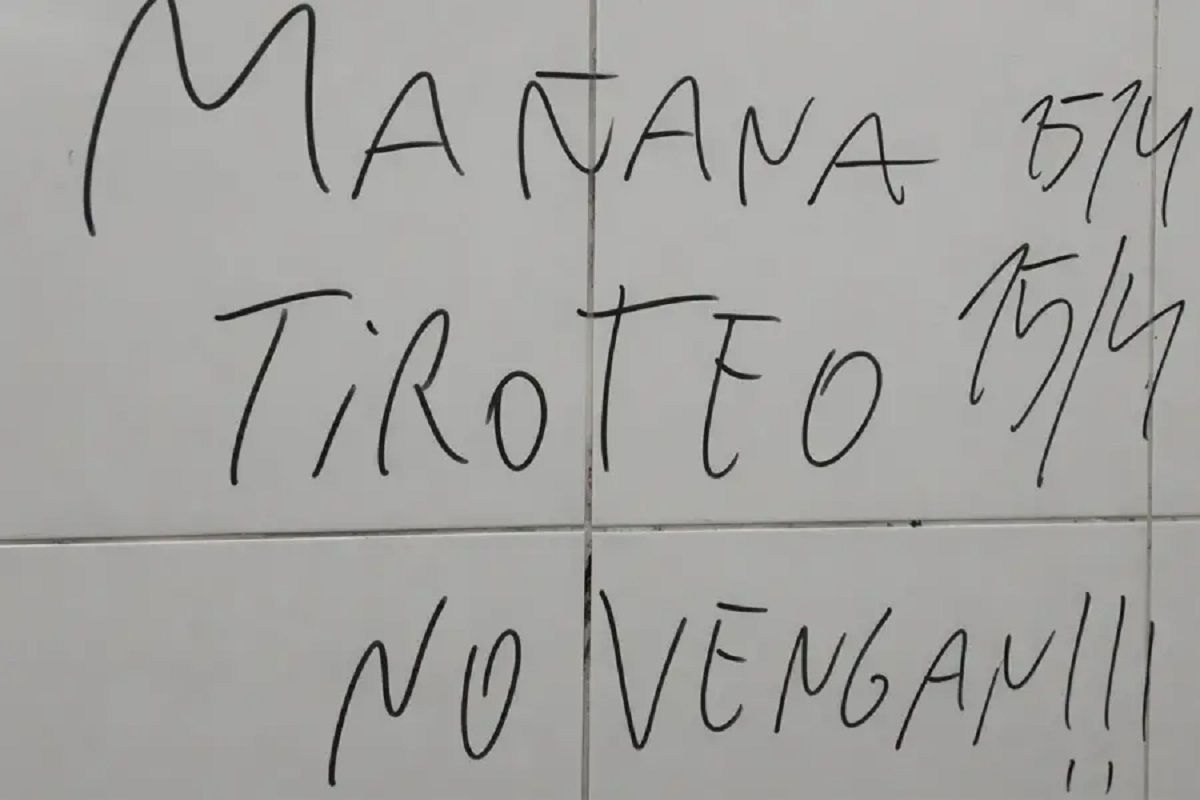 MAÑANA 15/4
TiROTEO 15/4
NO VENGAN!!!